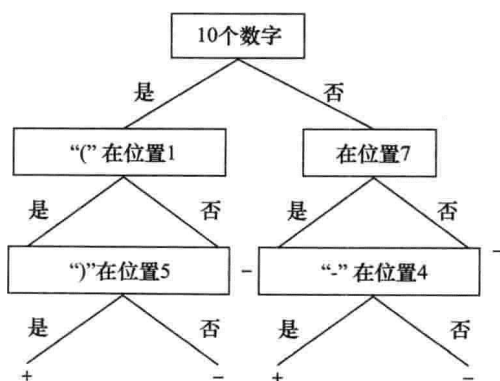 10个数字
是 否
“(” 在位置1 在位置7
是 否 是 否
“)”在位置5 − “-” 在位置4 −
是 否 是 否
+ − + −